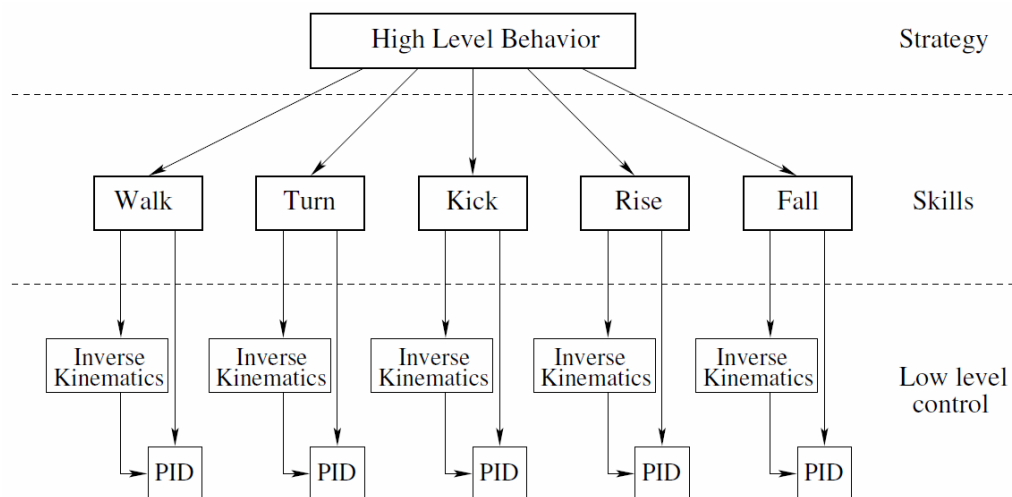 High Level Behavior
Strategy
Walk
Turn
Kick
Rise
Fall
Skills
Inverse
Kinematics
Inverse
Kinematics
Inverse
Kinematics
Inverse
Kinematics
Inverse
Kinematics
Low level
control
PID
PID
PID
PID
PID